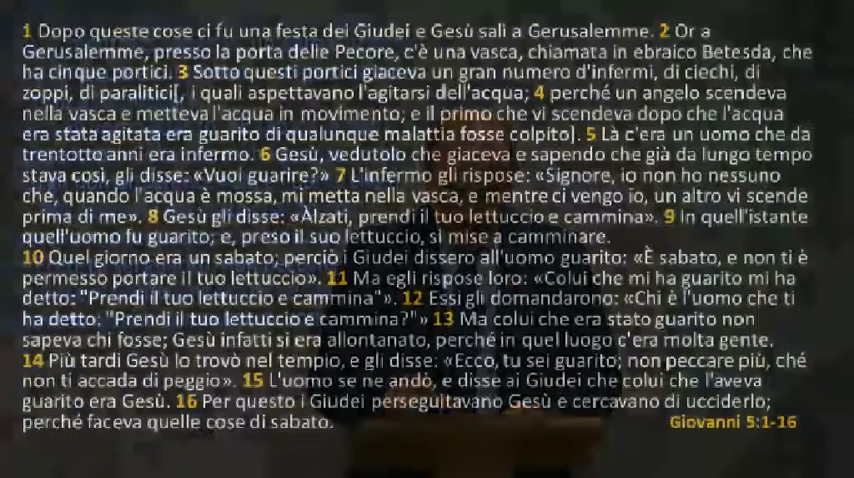 1 Dopo queste cose ci fu una festa dei Giudei e Gesù salì a Gerusalemme. 2 Or a
Gerusalemme, presso la porta delle Pecore, c'è una vasca, chiamata in ebraico Betesda, che
ha cinque portici. 3 Sotto questi portici giaceva un gran numero d'infermi, di ciechi, di
zoppi, di paralitici[, i quali aspettavano l'agitarsi dell'acqua; 4 perché un angelo scendeva
nella vasca e metteva l'acqua in movimento; e il primo che vi scendeva dopo che l'acqua
era stata agitata era guarito di qualunque malattia fosse colpito]. 5 Là c'era un uomo che da
trentotto anni era infermo. 6 Gesù, vedutolo che giaceva e sapendo che già da lungo tempo
stava così, gli disse: «Vuoi guarire?» 7 L'infermo gli rispose: «Signore, io non ho nessuno
che, quando l'acqua è mossa, mi metta nella vasca, e mentre ci vengo io, un altro vi scende
prima di me». 8 Gesù gli disse: «Àlzati, prendi il tuo lettuccio e cammina». 9 In quell'istante
quell'uomo fu guarito; e, preso il suo lettuccio, si mise a camminare.
10 Quel giorno era un sabato; perciò i Giudei dissero all'uomo guarito: «È sabato, e non ti è
permesso portare il tuo lettuccio». 11 Ma egli rispose loro: «Colui che mi ha guarito mi ha
detto: "Prendi il tuo lettuccio e cammina"». 12 Essi gli domandarono: «Chi è l'uomo che ti
ha detto: "Prendi il tuo lettuccio e cammina?"» 13 Ma colui che era stato guarito non
sapeva chi fosse; Gesù infatti si era allontanato, perché in quel luogo c'era molta gente.
14 Più tardi Gesù lo trovò nel tempio, e gli disse: «Ecco, tu sei guarito; non peccare più, ché
non ti accada di peggio». 15 L'uomo se ne andò, e disse ai Giudei che colui che l'aveva
guarito era Gesù. 16 Per questo i Giudei perseguitavano Gesù e cercavano di ucciderlo;
perché faceva quelle cose di sabato.
Giovanni 5:1-16